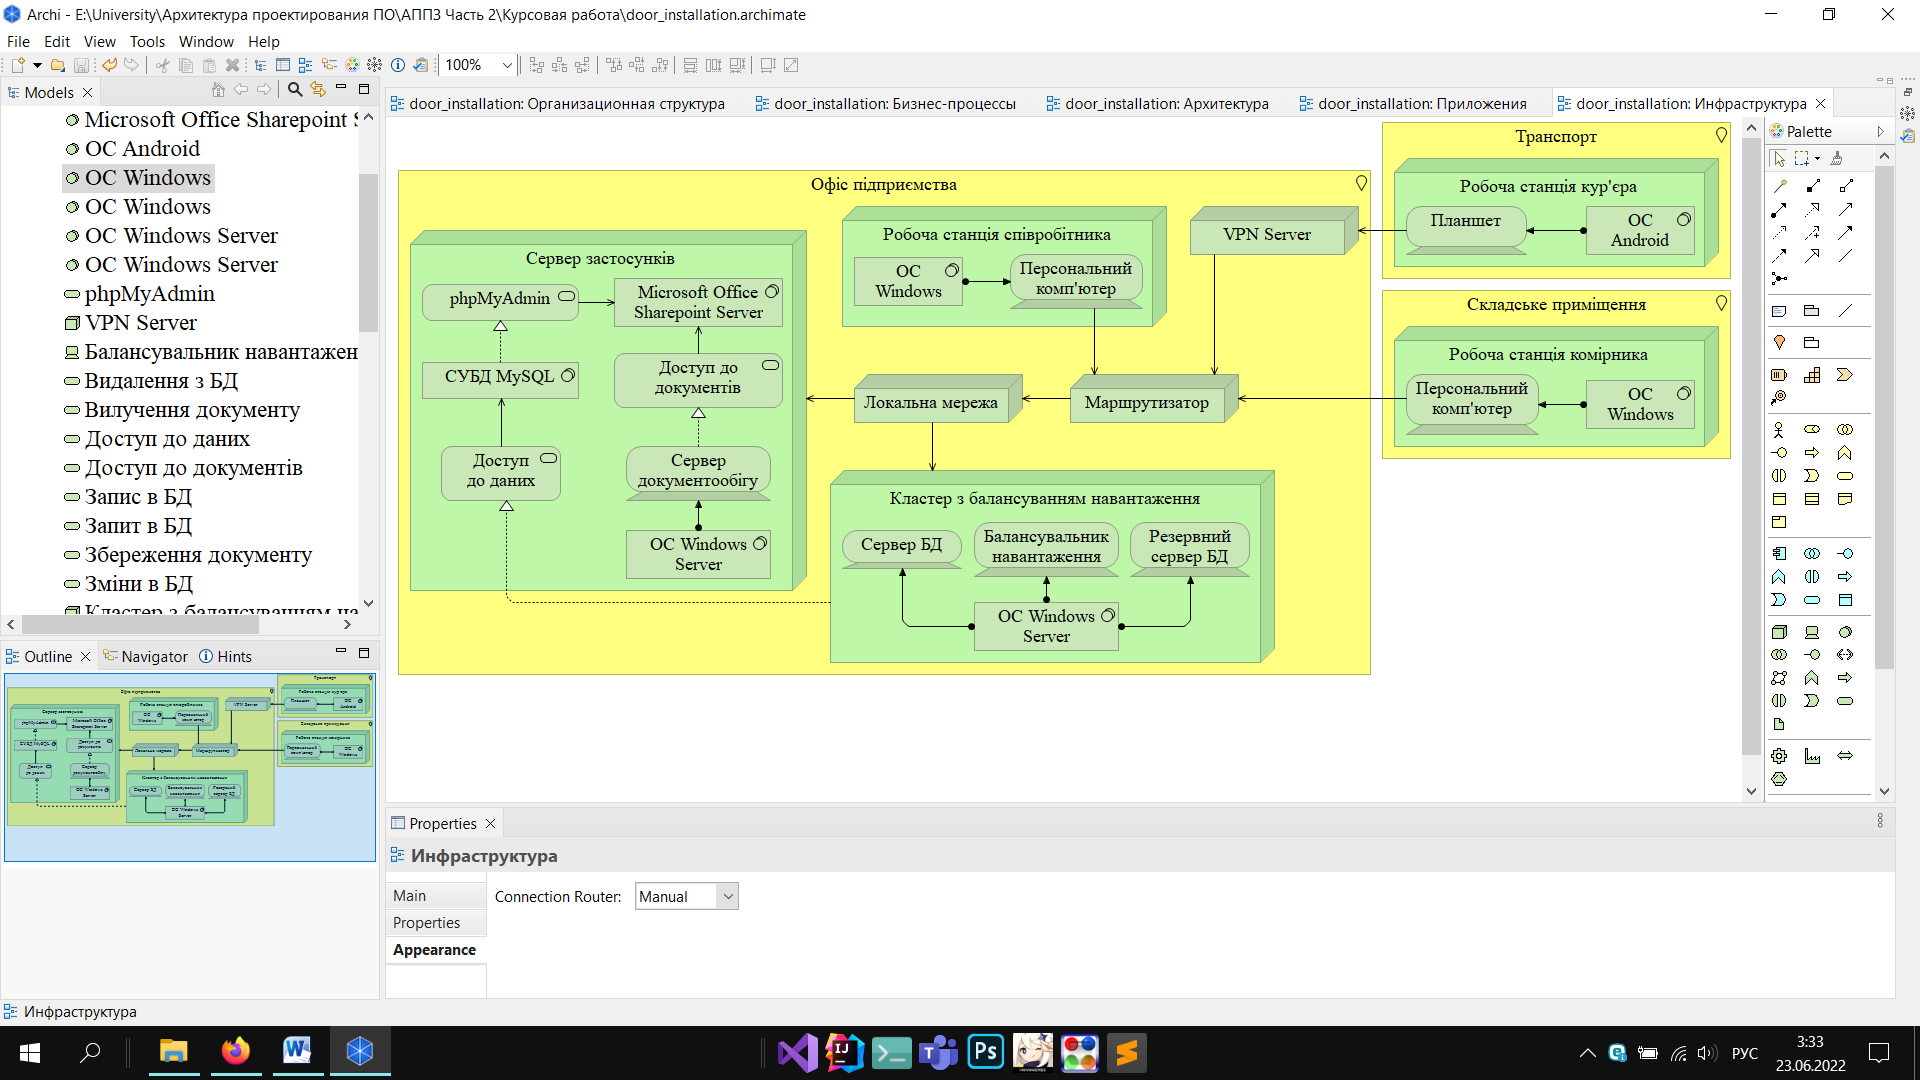 Archi - E:\University\Архитектура проектирования ПО\АППЗ Часть 2\Курсовая работа\door_installation.archimate
File Edit View Tools Window Help
100%
Models
Microsoft Office Sharepoint S
ОС Android
ОС Windows
ОС Windows
ОС Windows Server
ОС Windows Server
phpMyAdmin
VPN Server
Балансувальник навантажен
Видалення з БД
Вилучення документу
Доступ до даних
Доступ до документів
Запис в БД
Запит в БД
Збереження документу
Зміни в БД
Кластер з балансуванням на
Outline Navigator Hints
door_installation: Организационная структура
door_installation: Бизнес-процессы
door_installation: Архитектура
door_installation: Приложения
door_installation: Инфраструктура
Офіс підприємства
Сервер застосунків
phpMyAdmin
Microsoft Office
Sharepoint Server
СУБД MySQL
Доступ до
документів
Доступ
до даних
Сервер
документообігу
ОС Windows
Server
Робоча станція співробітника
ОС
Windows
Персональний
комп'ютер
VPN Server
Локальна мережа
Маршрутизатор
Кластер з балансуванням навантаження
Сервер БД
Балансувальник
навантаження
Резервний
сервер БД
ОС Windows
Server
Транспорт
Робоча станція кур'єра
Планшет
ОС
Android
Складське приміщення
Робоча станція комірника
Персональний
комп'ютер
ОС
Windows
Palette
Properties
Инфраструктура
Main
Properties
Appearance
Connection Router: Manual
Инфраструктура
РУС
3:33
23.06.2022